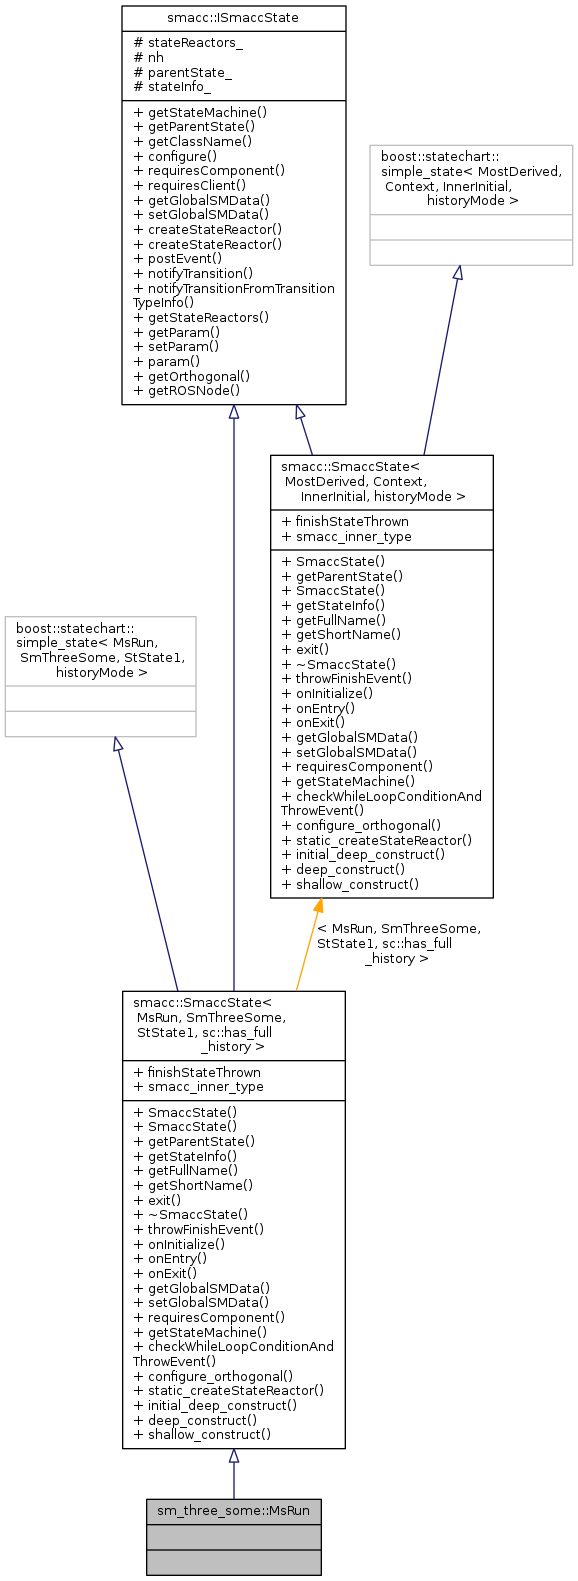 smacc::ISmaccState
# stateReactors_
# nh
# parentState_
# stateInfo_
+ getStateMachine()
+ getParentState()
+ getClassName()
+ configure()
+ requiresComponent()
+ requiresClient()
+ getGlobalSMData()
+ setGlobalSMData()
+ createStateReactor()
+ createStateReactor()
+ postEvent()
+ notifyTransition()
+ notifyTransitionFromTransition
TypeInfo()
+ getStateReactors()
+ getParam()
+ setParam()
+ param()
+ getOrthogonal()
+ getROSNode()
boost::statechart::
simple_state< MostDerived,
Context, InnerInitial,
historyMode >
smacc::SmaccState<
MostDerived, Context,
InnerInitial, historyMode >
+ finishStateThrown
+ smacc_inner_type
+ SmaccState()
+ getParentState()
+ SmaccState()
+ getStateInfo()
+ getFullName()
+ getShortName()
+ exit()
+ ~SmaccState()
+ throwFinishEvent()
+ onInitialize()
+ onEntry()
+ onExit()
+ getGlobalSMData()
+ setGlobalSMData()
+ requiresComponent()
+ getStateMachine()
+ checkWhileLoopConditionAnd
ThrowEvent()
+ configure_orthogonal()
+ static_createStateReactor()
+ initial_deep_construct()
+ deep_construct()
+ shallow_construct()
boost::statechart::
simple_state< MsRun,
SmThreeSome, StState1,
historyMode >
< MsRun, SmThreeSome,
StState1, sc::has_full
_history >
smacc::SmaccState<
MsRun, SmThreeSome,
StState1, sc::has_full
_history >
+ finishStateThrown
+ smacc_inner_type
+ SmaccState()
+ SmaccState()
+ getParentState()
+ getStateInfo()
+ getFullName()
+ getShortName()
+ exit()
+ ~SmaccState()
+ throwFinishEvent()
+ onInitialize()
+ onEntry()
+ onExit()
+ getGlobalSMData()
+ setGlobalSMData()
+ requiresComponent()
+ getStateMachine()
+ checkWhileLoopConditionAnd
ThrowEvent()
+ configure_orthogonal()
+ static_createStateReactor()
+ initial_deep_construct()
+ deep_construct()
+ shallow_construct()
sm_three_some::MsRun